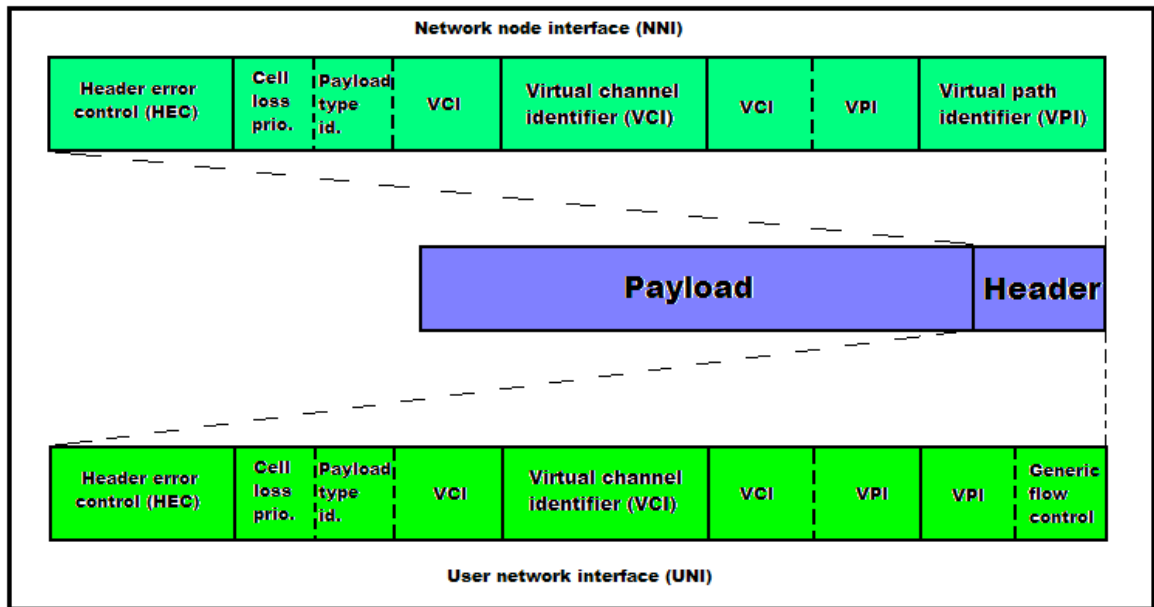 Network node interface (NNI)
Header error
control (HEC)
Cell
loss
prio.
Payload
type
id.
VCI
Virtual channel
identifier (VCI)
VCI
VPI
Virtual path
identifier (VPI)
Payload
Header
Header error
control (HEC)
Cell
loss
prio.
Payload
type
id.
VCI
Virtual channel
identifier (VCI)
VCI
VPI
VPI
Generic
flow
control
User network interface (UNI)